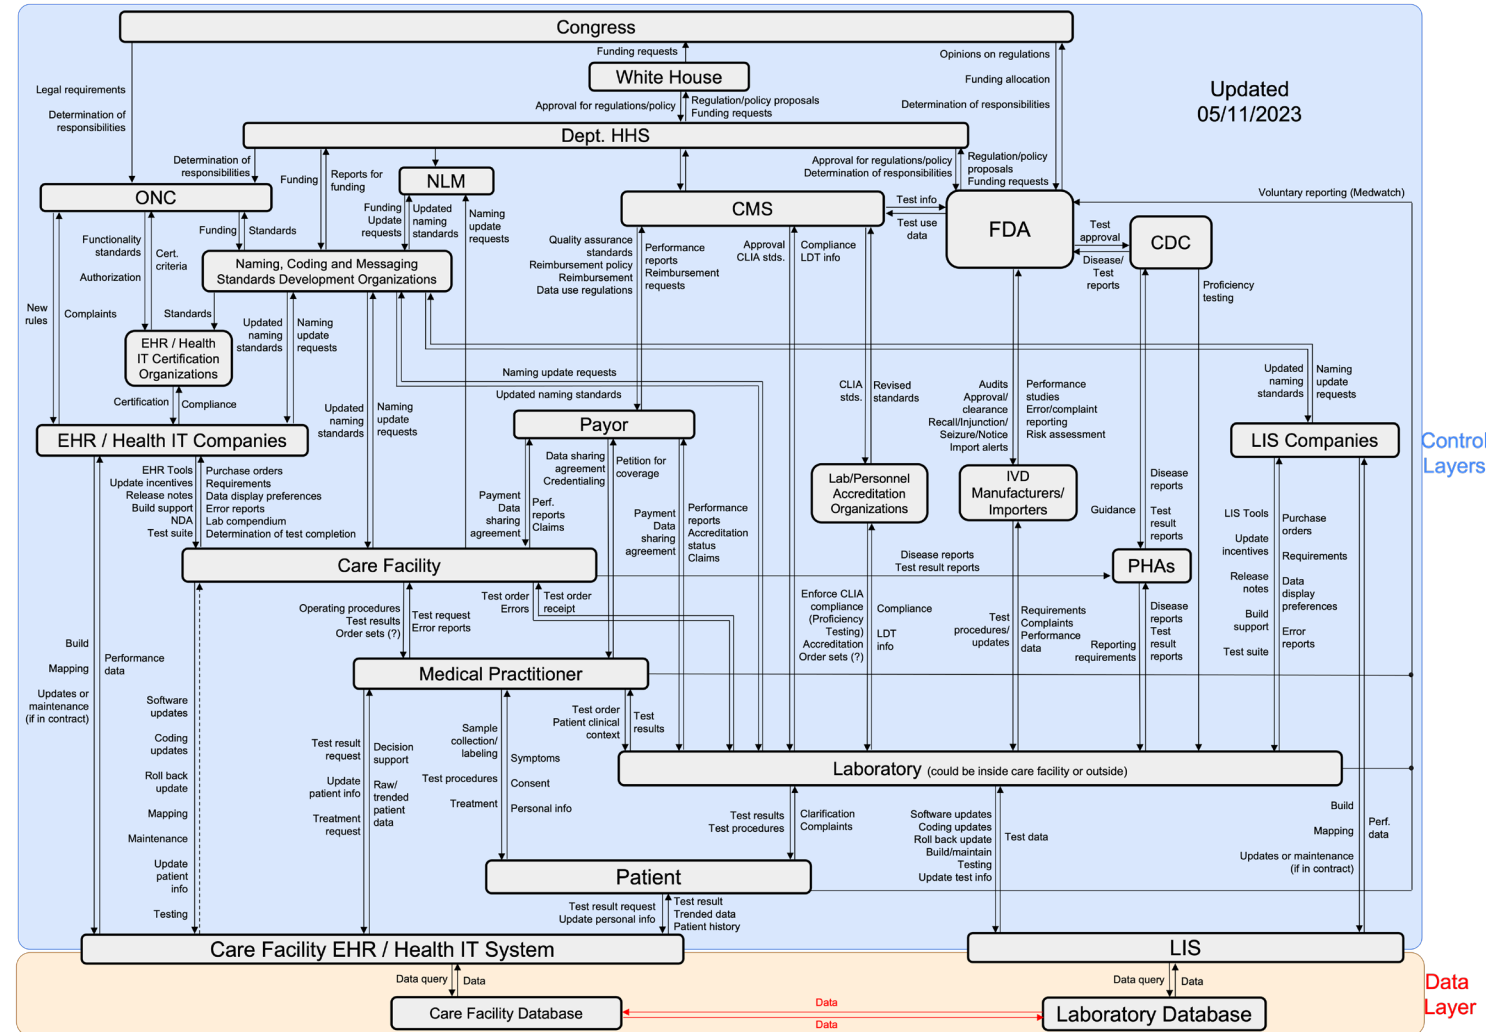 Congress
Funding requests
Opinions on regulations
Funding allocation
Determination of responsibilities
Legal requirements
Determination of
responsibilities
White House
Updated
05/11/2023
Approval for regulations/policy
Regulation/policy proposals
Funding requests
Dept. HHS
Determination of
responsibilities
Funding
Reports for
funding
Approval for regulations/policy
Determination of responsibilities
Regulation/policy
proposals
Funding requests
NLM
ONC
CMS
Test info
Test use
data
FDA
Voluntary reporting (Medwatch)
Test
approval
Disease/
Test
reports
CDC
Funding
Standards
Funding
Update
requests
Updated
naming
standards
Naming
update
requests
Functionality
standards
Authorization
Cert.
criteria
Quality assurance
standards
Reimbursement policy
Reimbursement
Data use regulations
Performance
reports
Reimbursement
requests
Approval
CLIA stds.
Compliance
LDT info
Naming, Coding and Messaging
Standards Development Organizations
Proficiency
testing
New
rules
Complaints
Standards
Updated
naming
standards
Naming
update
requests
EHR / Health
IT Certification
Organizations
Certification
Compliance
Naming update requests
Updated naming standards
Updated
naming
standards
Naming
update
requests
CLIA
stds.
Revised
standards
Audits
Approval/
clearance
Recall/Injunction/
Seizure/Notice
Import alerts
Performance
studies
Error/complaint
reporting
Risk assessment
Updated
naming
standards
Naming
update
requests
EHR / Health IT Companies
Payor
LIS Companies
Control
Layers
EHR Tools
Update incentives
Release notes
Build support
NDA
Test suite
Purchase orders
Requirements
Data display preferences
Error reports
Lab compendium
Determination of test completion
Data sharing
agreement
Credentialing
Petition for
coverage
Payment
Data
sharing
agreement
Perf.
reports
Claims
Payment
Data
sharing
agreement
Performance
reports
Accreditation
status
Claims
Lab/Personnel
Accreditation
Organizations
IVD
Manufacturers/
Importers
Guidance
Disease
reports
Test
result
reports
LIS Tools
Update
incentives
Release
notes
Build
support
Test suite
Purchase
orders
Requirements
Data
display
preferences
Error
reports
Care Facility
Disease reports
Test result reports
PHAs
Operating procedures
Test results
Order sets (?)
Test request
Error reports
Test order
Errors
Test order
receipt
Enforce CLIA
compliance
(Proficiency
Testing)
Accreditation
Order sets (?)
Compliance
LDT
info
Test
procedures/
updates
Requirements
Complaints
Performance
data
Reporting
requirements
Disease
reports
Test
result
reports
Build
Mapping
Updates or
maintenance
(if in contract)
Performance
data
Medical Practitioner
Software
updates
Coding
updates
Roll back
update
Mapping
Maintenance
Update
patient
info
Testing
Test result
request
Update
patient info
Treatment
request
Decision
support
Raw/
trended
patient
data
Sample
collection/
labeling
Test procedures
Treatment
Symptoms
Consent
Personal info
Test order
Patient clinical
context
Test
results
Laboratory (could be inside care facility or outside)
Test results
Test procedures
Clarification
Complaints
Software updates
Coding updates
Roll back update
Build/maintain
Testing
Update test info
Test data
Build
Mapping
Updates or maintenance
(if in contract)
Perf.
data
Patient
Test result request
Update personal info
Test result
Trended data
Patient history
Care Facility EHR / Health IT System
LIS
Data query
Data
Data query
Data
Data
Layer
Care Facility Database
Data
Data
Laboratory Database